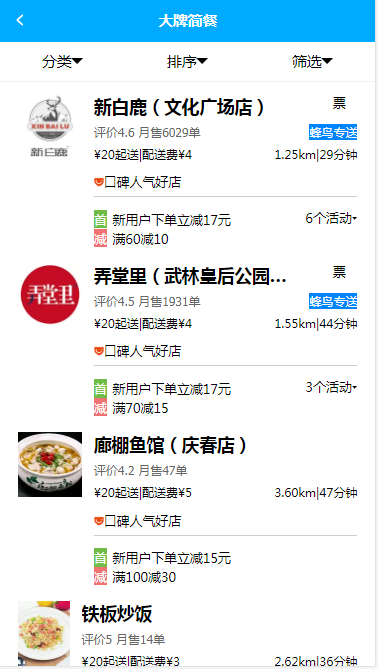 大牌简餐
分类 排序 筛选
XIN BAI LU
新白鹿
新白鹿（文化广场店） 票
评价4.6 月售6029单 蜂鸟专送
¥20起送|配送费¥4 1.25km|29分钟
口碑人气好店
首 新用户下单立减17元 6个活动
减 满60减10
弄堂里
弄堂里（武林皇后公园... 票
评价4.5 月售1931单 蜂鸟专送
¥20起送|配送费¥4 1.55km|44分钟
口碑人气好店
首 新用户下单立减17元 3个活动
减 满70减15
廊棚鱼馆（庆春店）
评价4.2 月售47单
¥20起送|配送费¥5 3.60km|47分钟
口碑人气好店
首 新用户下单立减15元
减 满100减30
铁板炒饭
评价5 月售14单
¥20起送|配送费¥3 2.62km|36分钟